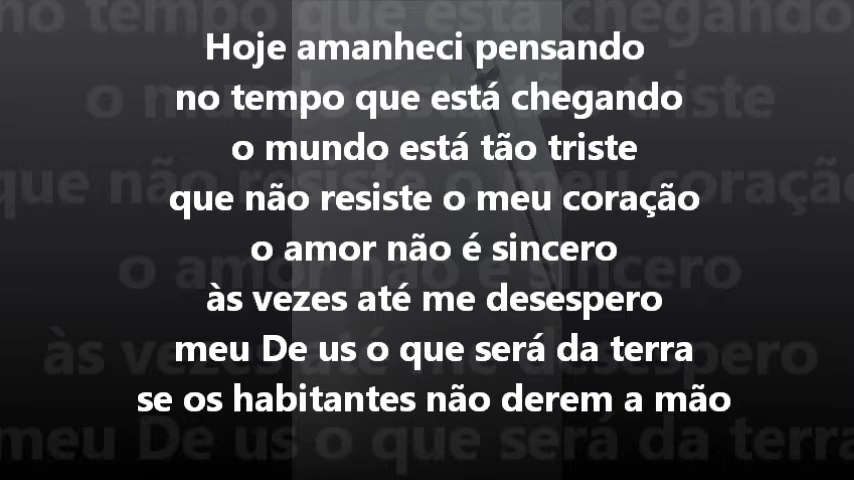 Hoje amanheci pensando
no tempo que está chegando
o mundo está tão triste
que não resiste o meu coração
o amor não é sincero
às vezes até me desespero
meu De us o que será da terra
se os habitantes não derem a mão